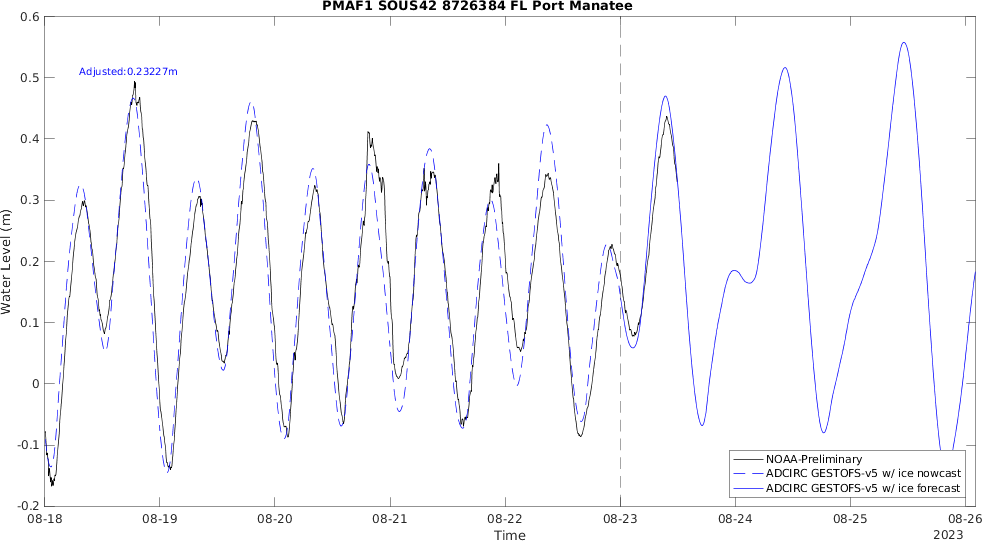 PMAF1 SOUS42 8726384 FL Port Manatee
0.6
0.5
0.4
0.3
0.2
0.1
0
-0.1
-0.2
Water Level (m)
Adjusted:0.23227m
NOAA-Preliminary
ADCIRC GESTOFS-v5 w/ ice nowcast
ADCIRC GESTOFS-v5 w/ ice forecast
08-18 08-19 08-20 08-21 08-22 08-23 08-24 08-25 08-26
Time
2023